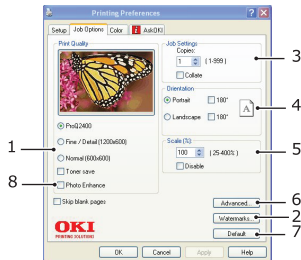 Printing Preferences
Setup Job Options Color AskOKI
Print Quality
ProQ2400
Fine / Detail (1200x600)
Normal (600x600)
Toner save
Photo Enhance
Skip blank pages
OKI
PRINTING SOLUTIONS
Job Settings
Copies:
1 (1-999)
Collate
Orientation
Portrait 180°
Landscape 180°
A
Scale (%):
100 (25-400%)
Disable
Advanced...
Watermarks...
Default
OK Cancel Apply Help
1
8
3
4
5
6
2
7